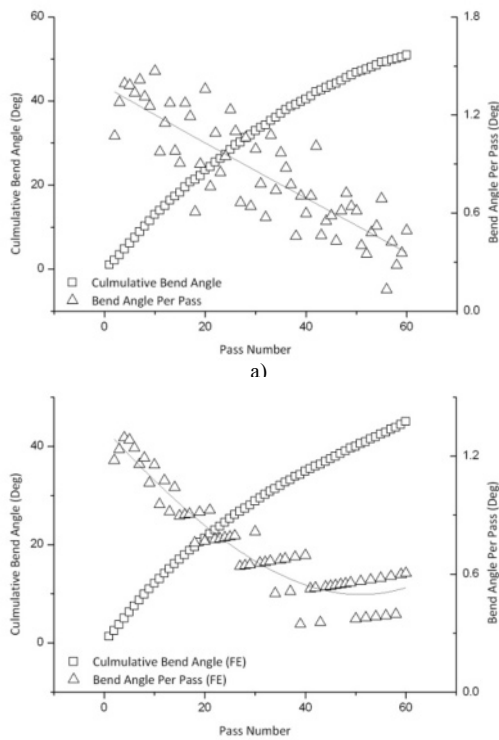 60
40
20
0
Culmulative Bend Angle (Deg)
1.8
1.2
0.6
0.0
Bend Angle Per Pass (Deg)
Culmulative Bend Angle
Bend Angle Per Pass
0 20 40 60
Pass Number
a)
40
20
0
Culmulative Bend Angle (Deg)
1.2
0.6
0.0
Bend Angle Per Pass (Deg)
Culmulative Bend Angle (FE)
Bend Angle Per Pass (FE)
0 20 40 60
Pass Number